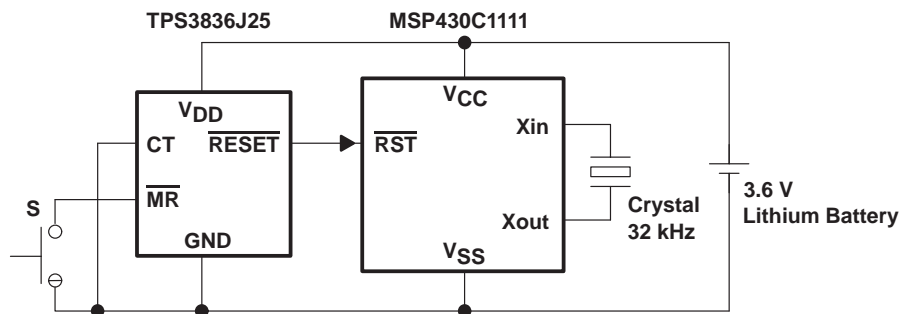 TPS3836J25
MSP430C1111
VDD
CT
RESET
MR
GND
S
VCC
RST
Xin
Xout
VSS
Crystal
32 kHz
3.6 V
Lithium Battery